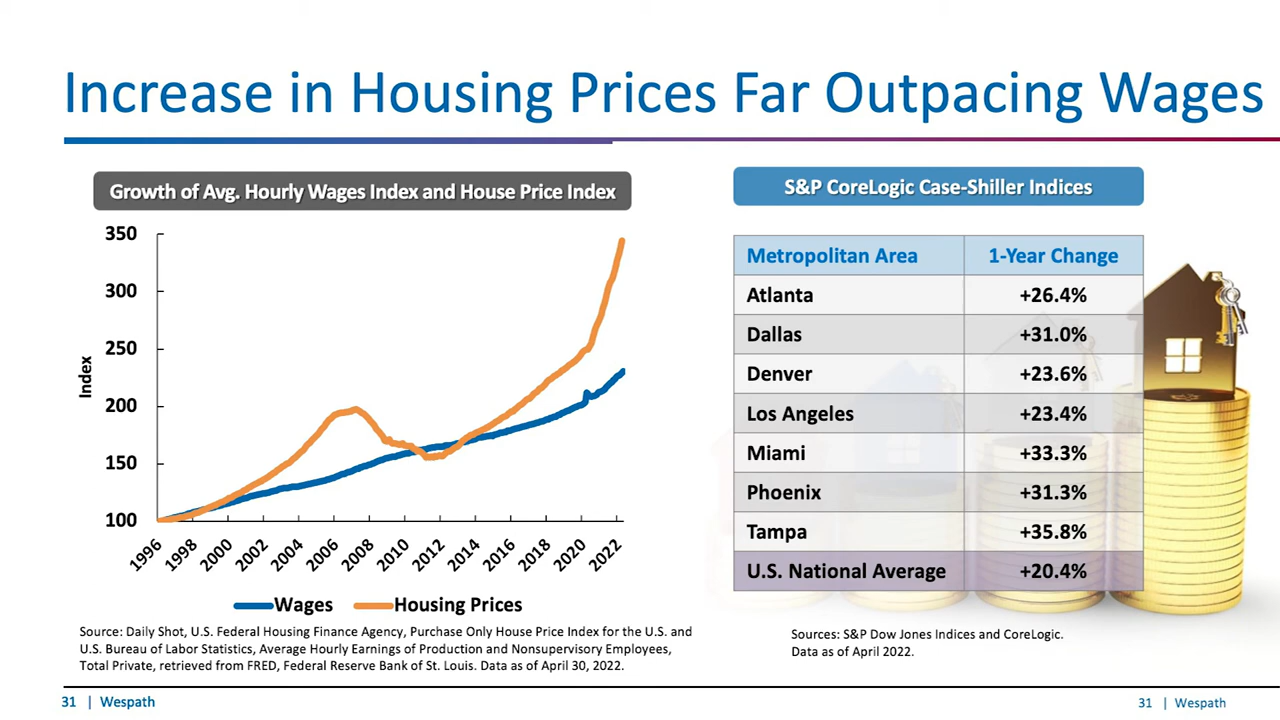 Increase in Housing Prices Far Outpacing Wages
Growth of Avg. Hourly Wages Index and House Price Index
350
300
250
200
150
100
Index
1996
1998
2000
2002
2004
2006
2008
2010
2012
2014
2016
2018
2020
2022
Wages
Housing Prices
Source: Daily Shot, U.S. Federal Housing Finance Agency, Purchase Only House Price Index for the U.S. and
U.S. Bureau of Labor Statistics, Average Hourly Earnings of Production and Nonsupervisory Employees,
Total Private, retrieved from FRED, Federal Reserve Bank of St. Louis. Data as of April 30, 2022.
S&P CoreLogic Case-Shiller Indices
Metropolitan Area 1-Year Change
Atlanta +26.4%
Dallas +31.0%
Denver +23.6%
Los Angeles +23.4%
Miami +33.3%
Phoenix +31.3%
Tampa +35.8%
U.S. National Average +20.4%
Sources: S&P Dow Jones Indices and CoreLogic.
Data as of April 2022.
31 | Wespath
31 | Wespath